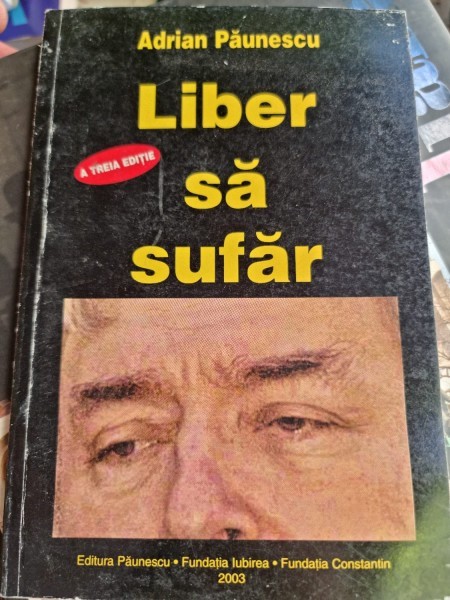 Adrian Păunescu
Liber
A TREIA EDIȚIE
să
sufăr
Editura Păunescu • Fundația Iubirea • Fundația Constantin
2003